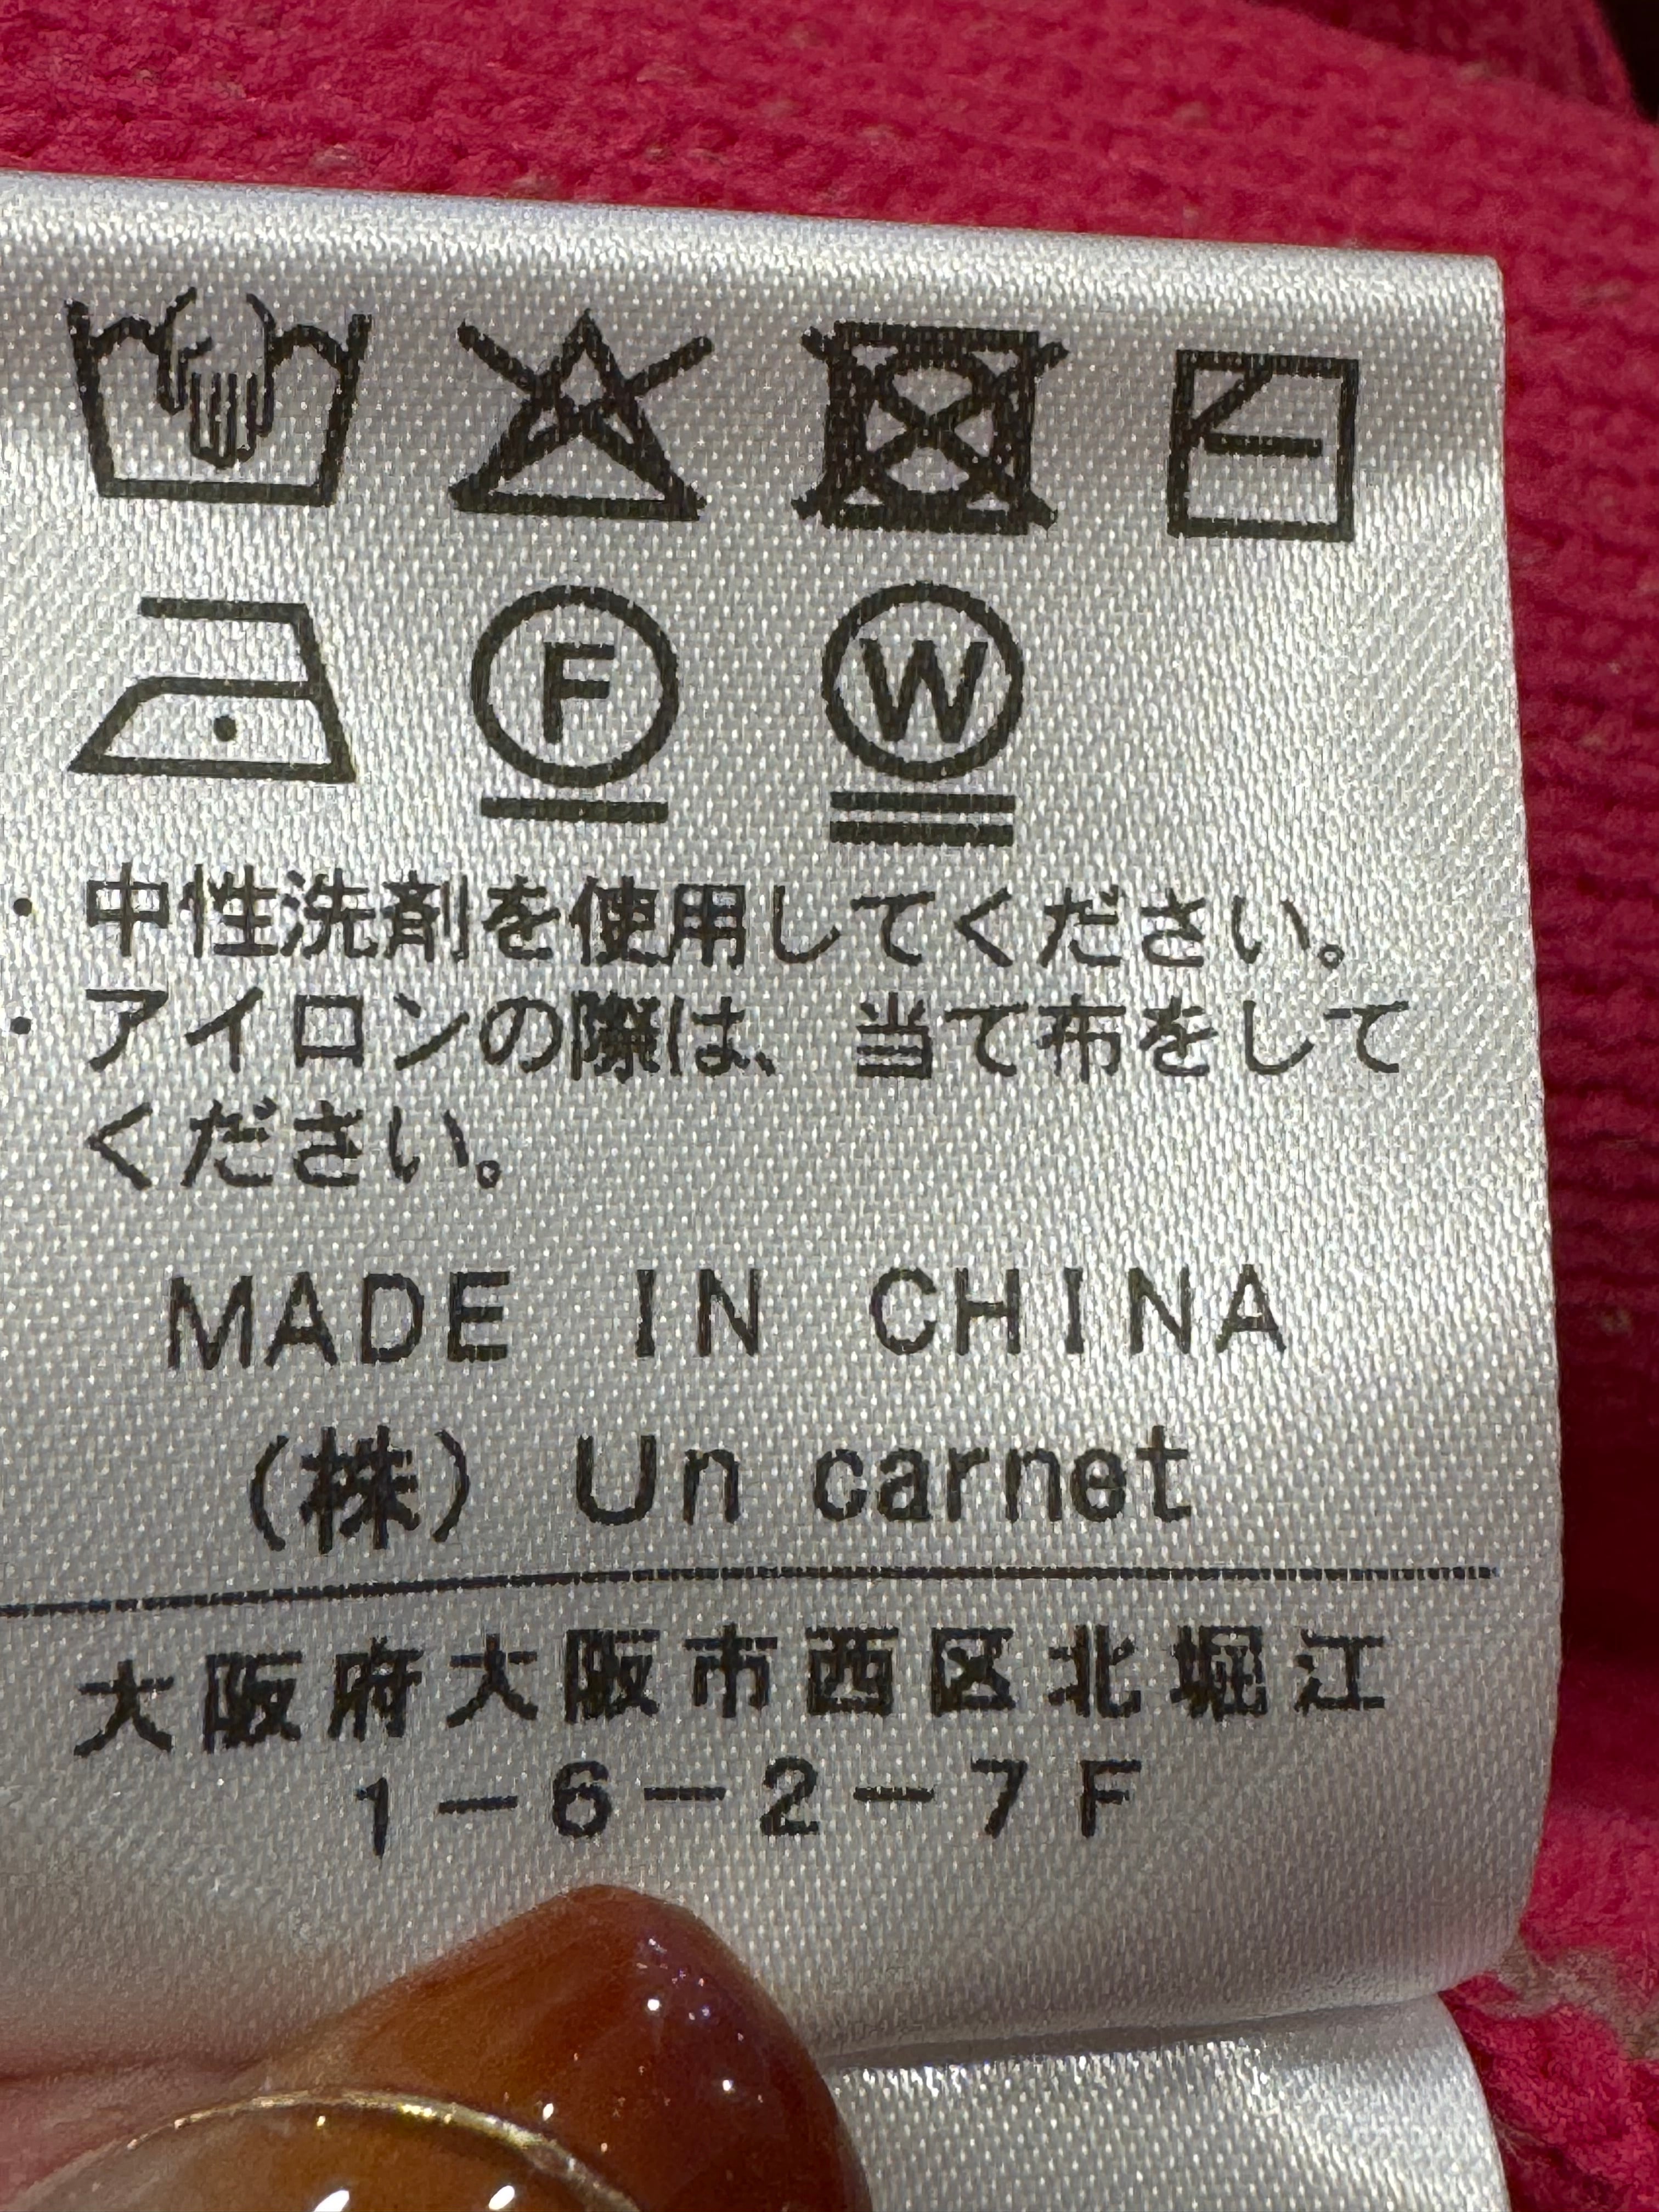 F W
・中性洗剤を使用してください。
・アイロンの際は、当て布をして
ください。
MADE IN CHINA
(株) Un carnet
大阪府大阪市西区北堀江
1-6-2-7F